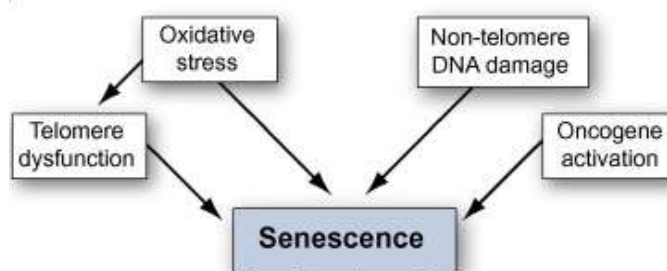 Oxidative
stress
Non-telomere
DNA damage
Telomere
dysfunction
Oncogene
activation
Senescence